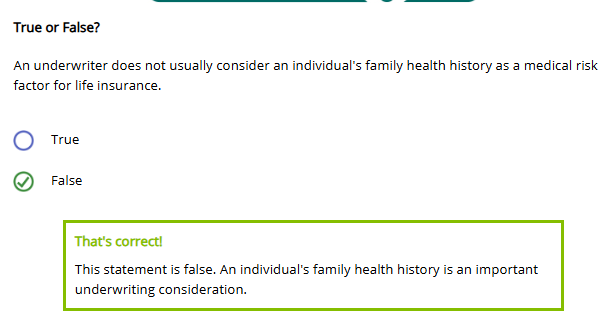 True or False?
An underwriter does not usually consider an individual's family health history as a medical risk
factor for life insurance.
True
False
That's correct!
This statement is false. An individual's family health history is an important
underwriting consideration.